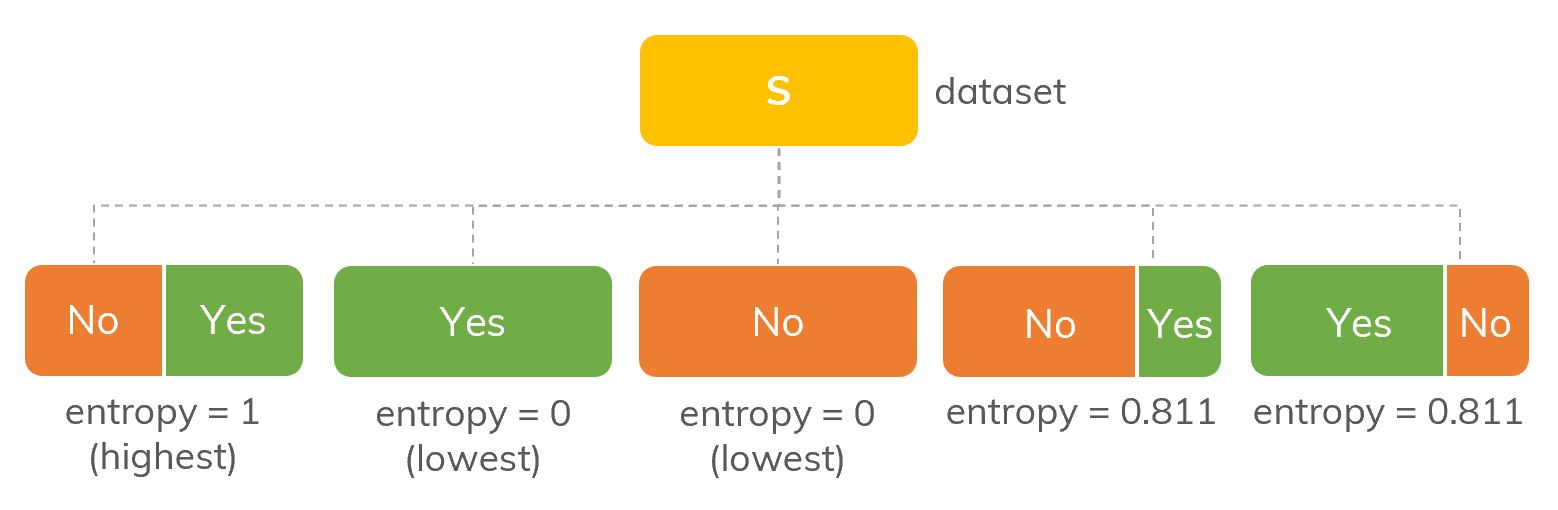 S
dataset
No
Yes
Yes
No
No
Yes
Yes
No
entropy = 1
(highest)
entropy = 0
(lowest)
entropy = 0
(lowest)
entropy = 0.811
entropy = 0.811